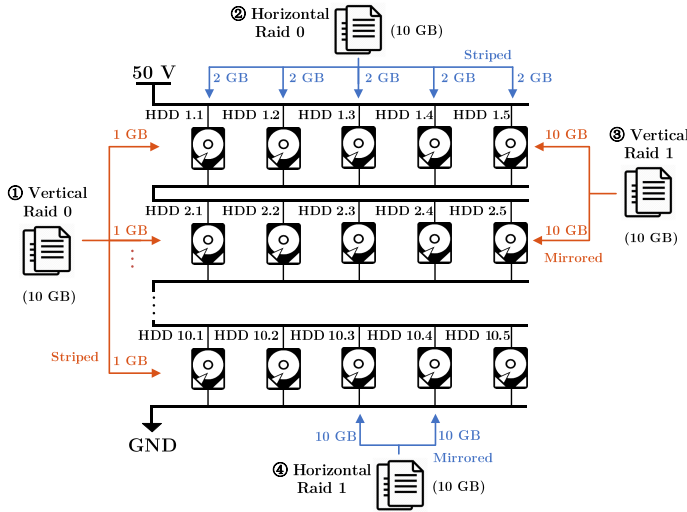 ② Horizontal
Raid 0
(10 GB)
Striped
50 V
2 GB 2 GB 2 GB 2 GB 2 GB
HDD 1.1 HDD 1.2 HDD 1.3 HDD 1.4 HDD 1.5
1 GB
10 GB
③ Vertical
Raid 1
① Vertical
Raid 0
HDD 2.1 HDD 2.2 HDD 2.3 HDD 2.4 HDD 2.5
1 GB
10 GB
(10 GB)
Mirrored
(10 GB)
HDD 10.1 HDD 10.2 HDD 10.3 HDD 10.4 HDD 10.5
Striped
1 GB
GND
10 GB 10 GB
Mirrored
④ Horizontal
Raid 1
(10 GB)